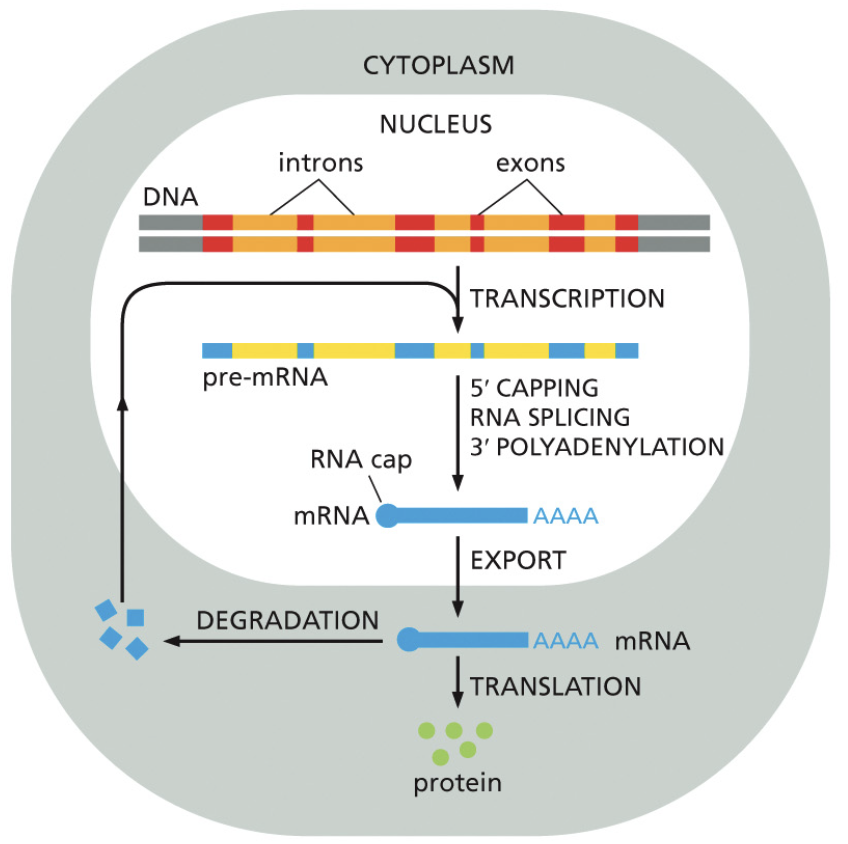 CYTOPLASM
NUCLEUS
introns
exons
DNA
TRANSCRIPTION
pre-mRNA
5′ CAPPING
RNA SPLICING
3′ POLYADENYLATION
RNA cap
mRNA
AAAA
EXPORT
DEGRADATION
AAAA
mRNA
TRANSLATION
protein